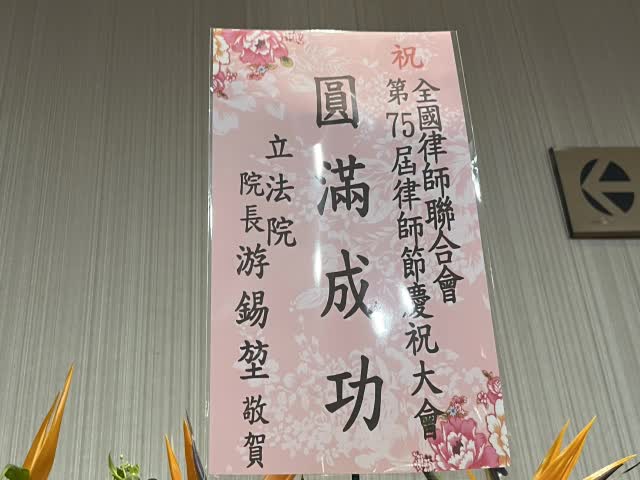 祝
全國律師聯合會
第75屆律師節慶祝大會
圓滿成功
立法院
院長游錫堃敬賀